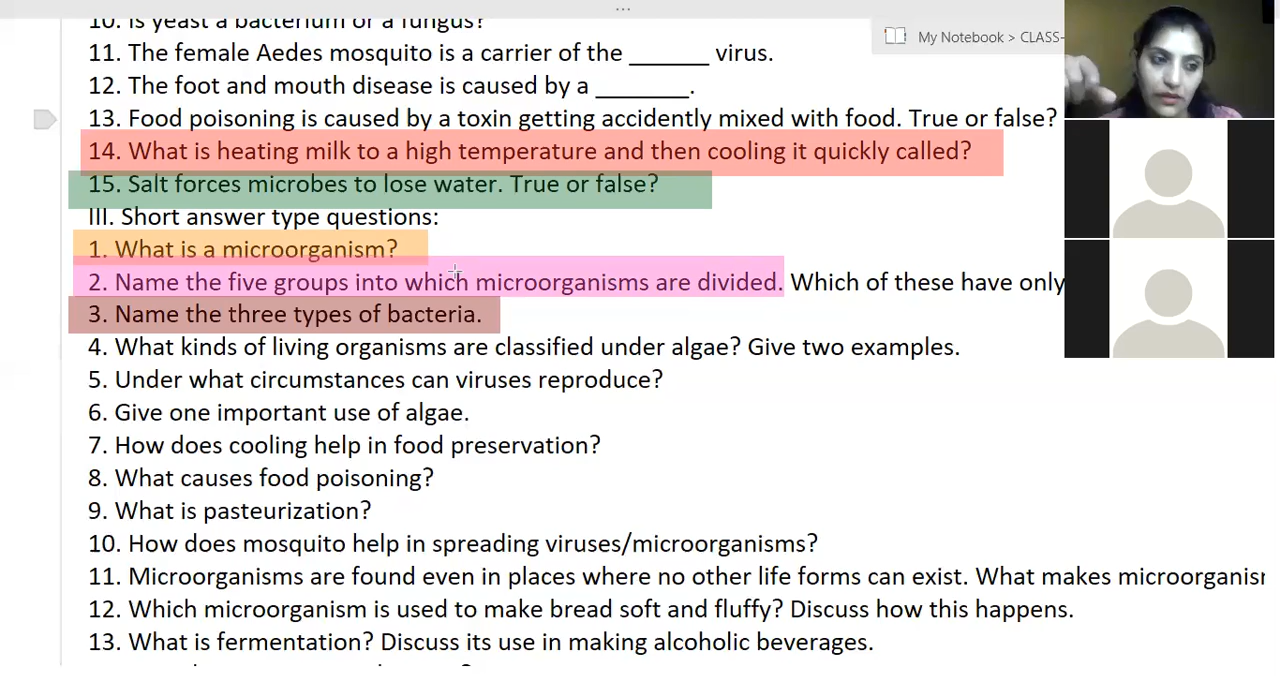 10. Is yeast a bacterium or a fungus?
My Notebook > CLASS-
11. The female Aedes mosquito is a carrier of the ______ virus.
12. The foot and mouth disease is caused by a _______.
13. Food poisoning is caused by a toxin getting accidently mixed with food. True or false?
14. What is heating milk to a high temperature and then cooling it quickly called?
15. Salt forces microbes to lose water. True or false?
III. Short answer type questions:
1. What is a microorganism?
2. Name the five groups into which microorganisms are divided. Which of these have only
3. Name the three types of bacteria.
4. What kinds of living organisms are classified under algae? Give two examples.
5. Under what circumstances can viruses reproduce?
6. Give one important use of algae.
7. How does cooling help in food preservation?
8. What causes food poisoning?
9. What is pasteurization?
10. How does mosquito help in spreading viruses/microorganisms?
11. Microorganisms are found even in places where no other life forms can exist. What makes
12. Which microorganism is used to make bread soft and fluffy? Discuss how this happens.
13. What is fermentation? Discuss its use in making alcoholic beverages.